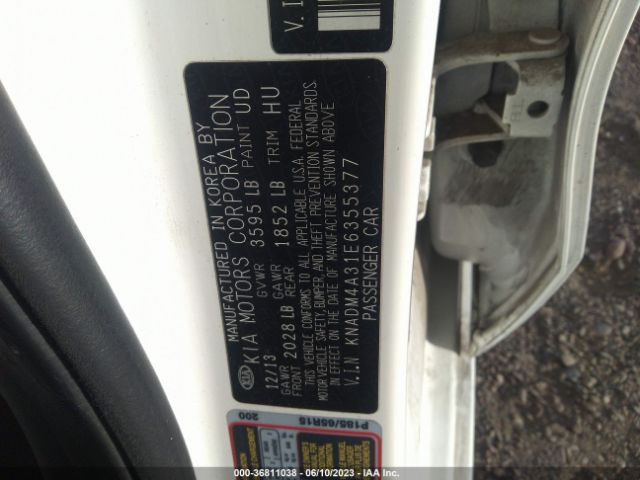 V.I
MANUFACTURED IN KOREA BY
KIA KIA MOTORS CORPORATION
12/13 GVWR 3595 LB PAINT UD
GAWR FRONT 2028 LB GAWR REAR 1852 LB TRIM HU
THIS VEHICLE CONFORMS TO ALL APPLICABLE U.S.A. FEDERAL
MOTOR VEHICLE SAFETY, BUMPER, AND THEFT PREVENTION STANDARDS
IN EFFECT ON THE DATE OF MANUFACTURE SHOWN ABOVE
V.I.N KNADM4A31E6355377
PASSENGER CAR
P185/65R15
200
000-36811038 - 06/10/2023 - IAA Inc.